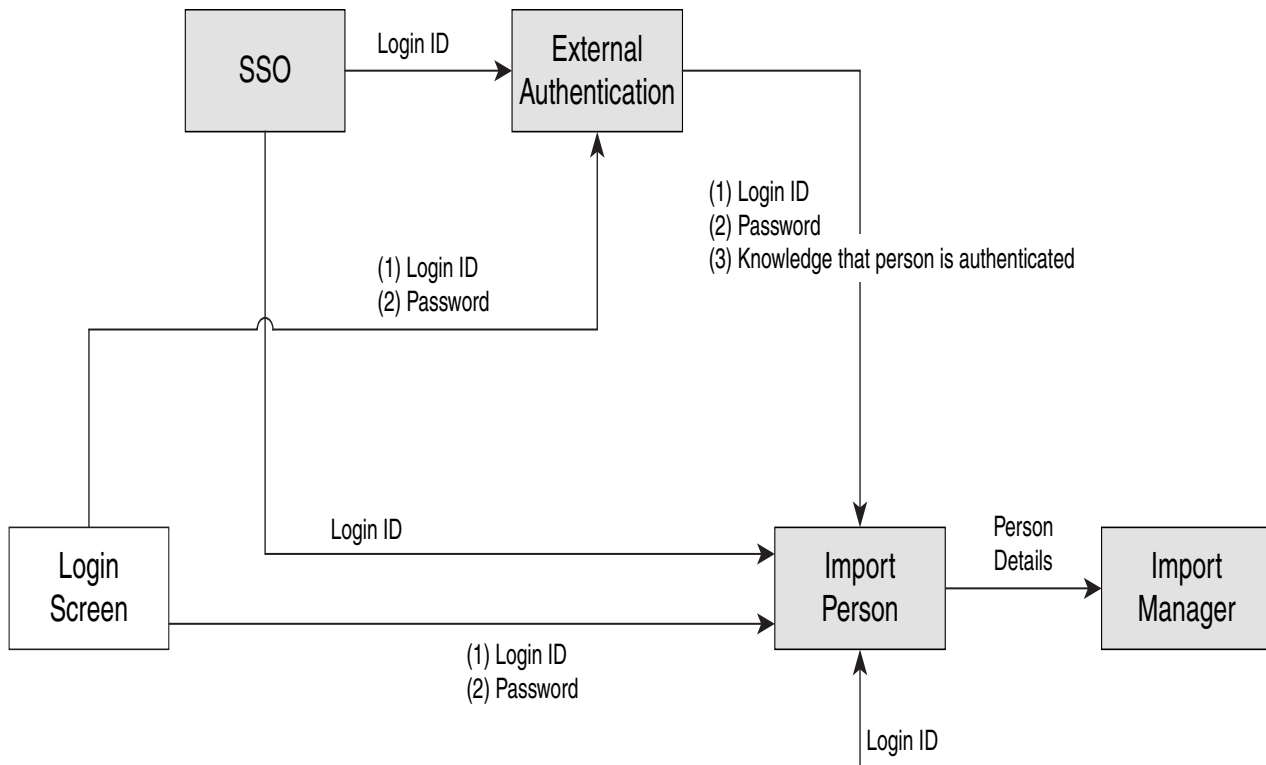 Login ID
SSO
External
Authentication
(1) Login ID
(2) Password
(3) Knowledge that person is authenticated
(1) Login ID
(2) Password
Login ID
Login
Screen
Import
Person
Person
Details
Import
Manager
(1) Login ID
(2) Password
Login ID